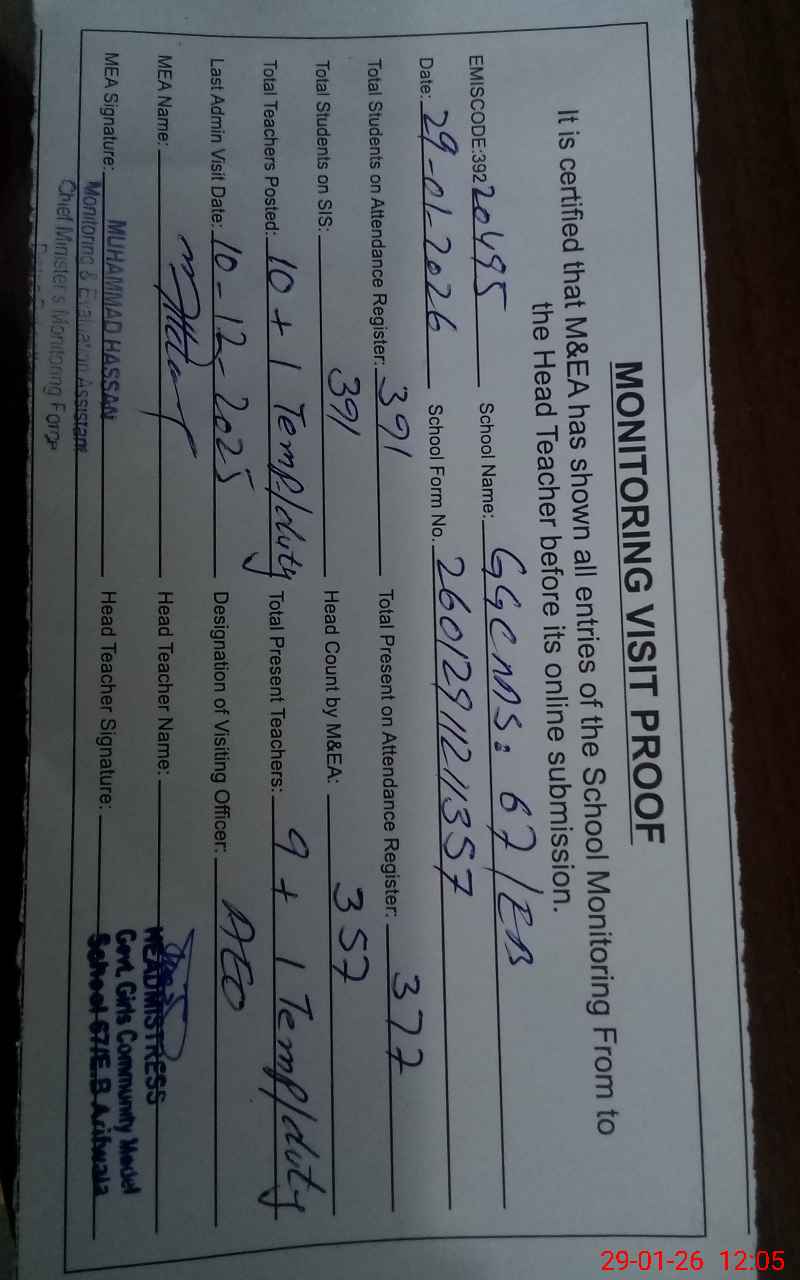 MONITORING VISIT PROOF
It is certified that M&EA has shown all entries of the School Monitoring From to
the Head Teacher before its online submission.
EMISCODE:39220495 School Name: GGCMDS: 67/EB
Date: 29-01-2026 School Form No. 26012911211357
Total Students on Attendance Register: 391 Total Present on Attendance Register: 377
Total Students on SIS: 391 Head Count by M&EA: 357
Total Teachers Posted: 10 + 1 Temp/duty Total Present Teachers: 9 + 1 Temp/duty
Last Admin Visit Date: 10-12-2025 Designation of Visiting Officer: AEO
MEA Name: Head Teacher Name:
MEA Signature: Head Teacher Signature:
MUHAMMAD HASSAN
Monitoring & Evaluation Assistant
Chief Minister's Monitoring Force
HEADMISTRESS
Govt. Girls Community Model
School 67/E.B Arifwala
29-01-26 12:05